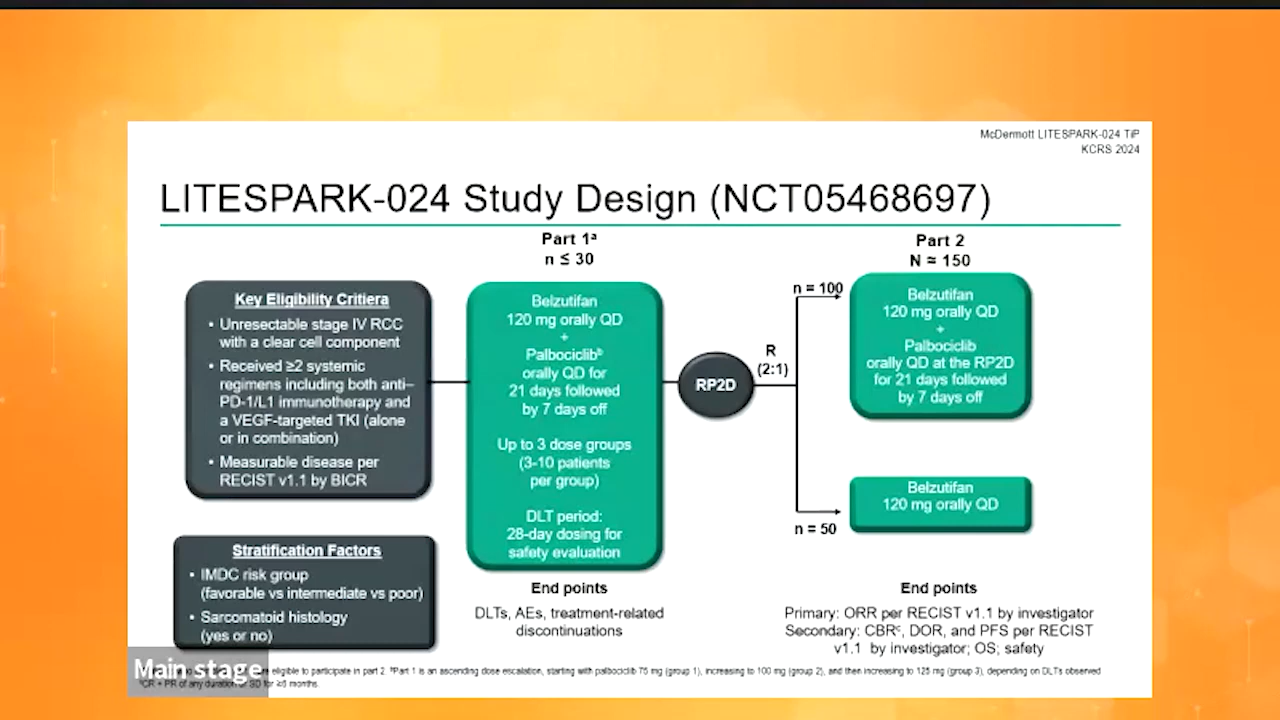 McDermott LITESPARK-024 TiP
KCRS 2024
LITESPARK-024 Study Design (NCT05468697)
Part 1ᵃ
n ≤ 30
Part 2
N ≈ 150
Key Eligibility Critiera
• Unresectable stage IV RCC
with a clear cell component
• Received ≥2 systemic
regimens including both anti–
PD-1/L1 immunotherapy and
a VEGF-targeted TKI (alone
or in combination)
• Measurable disease per
RECIST v1.1 by BICR
Stratification Factors
• IMDC risk group
(favorable vs intermediate vs poor)
• Sarcomatoid histology
(yes or no)
Belzutifan
120 mg orally QD
+
Palbociclibᵇ
orally QD for
21 days followed
by 7 days off
Up to 3 dose groups
(3-10 patients
per group)
DLT period:
28-day dosing for
safety evaluation
End points
DLTs, AEs, treatment-related
discontinuations
RP2D
R
(2:1)
n = 100
Belzutifan
120 mg orally QD
+
Palbociclib
orally QD at the RP2D
for 21 days followed
by 7 days off
n = 50
Belzutifan
120 mg orally QD
End points
Primary: ORR per RECIST v1.1 by investigator
Secondary: CBRᶜ, DOR, and PFS per RECIST
v1.1 by investigator; OS; safety
are eligible to participate in part 2. ᵇPart 1 is an ascending dose escalation, starting with palbociclib 75 mg (group 1), increasing to 100 mg (group 2), and then increasing to 125 mg (group 3), depending on DLTs observed
ᶜCR + PR of any duration or SD for ≥6 months.
Main stage